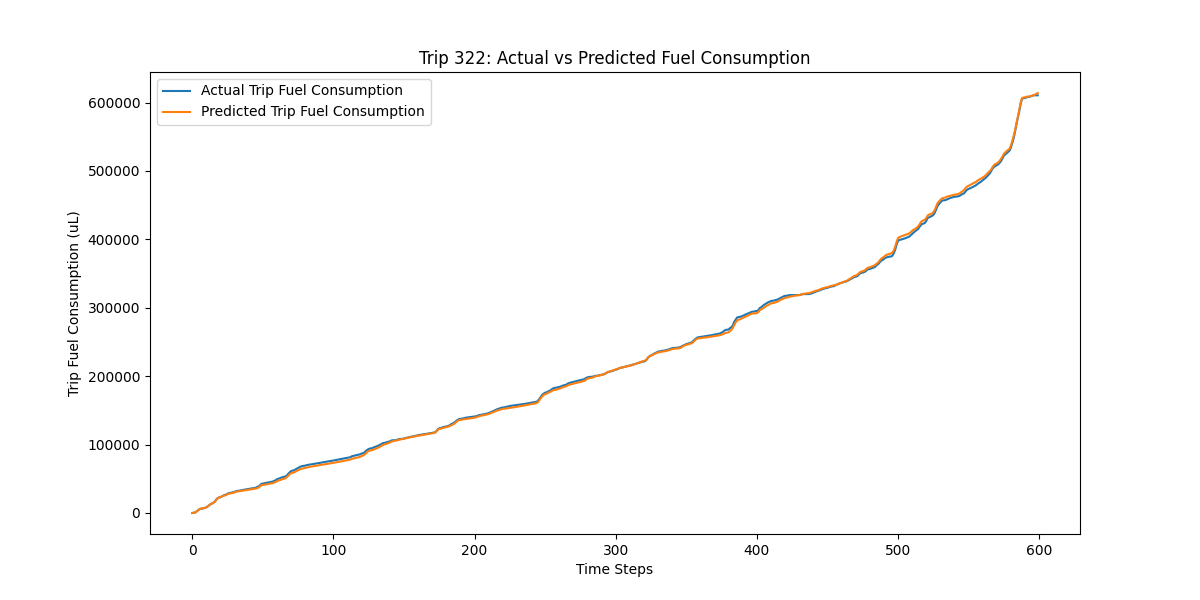 Trip 322: Actual vs Predicted Fuel Consumption
Actual Trip Fuel Consumption
Predicted Trip Fuel Consumption
Trip Fuel Consumption (uL)
600000
500000
400000
300000
200000
100000
0
0 100 200 300 400 500 600
Time Steps